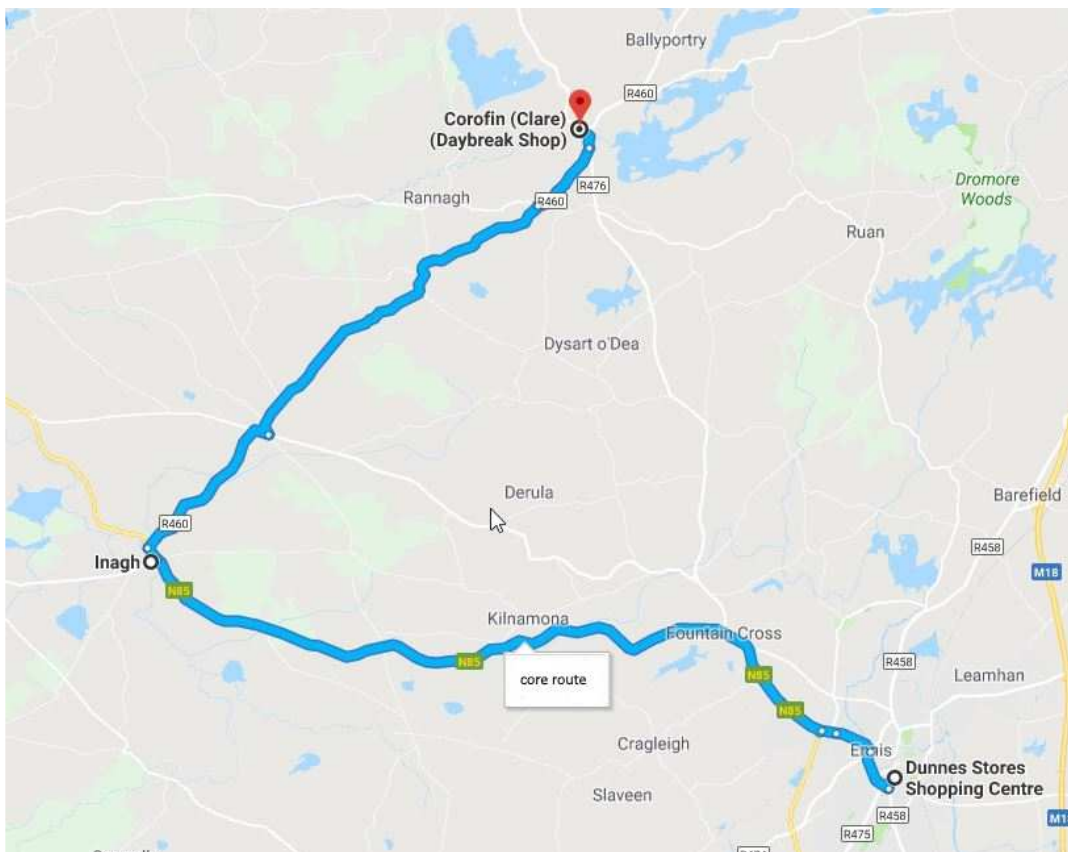 Ballyportry
R460
Corofin (Clare)
(Daybreak Shop)
R476
Rannagh
R460
Dromore
Woods
Ruan
Dysart o'Dea
Derula
Barefield
R460
R458
Inagh
M18
N85
Kilnamona
Fountain Cross
N85
R458
core route
N85
Leamhan
N85
Cragleigh
Ennis
Dunnes Stores
Shopping Centre
Slaveen
R458
R475